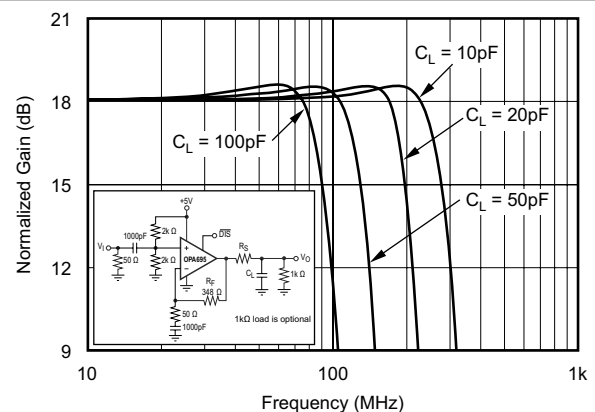 21
18
15
12
9
Normalized Gain (dB)
C_L = 10pF
C_L = 20pF
C_L = 100pF
C_L = 50pF
+5V
DIS
1000pF
2k Ω
V_I
50 Ω
2k Ω
+
OPA695
−
R_S
V_O
C_L
1k Ω
R_F
348 Ω
50 Ω
1000pF
1kΩ load is optional
10
100
1k
Frequency (MHz)